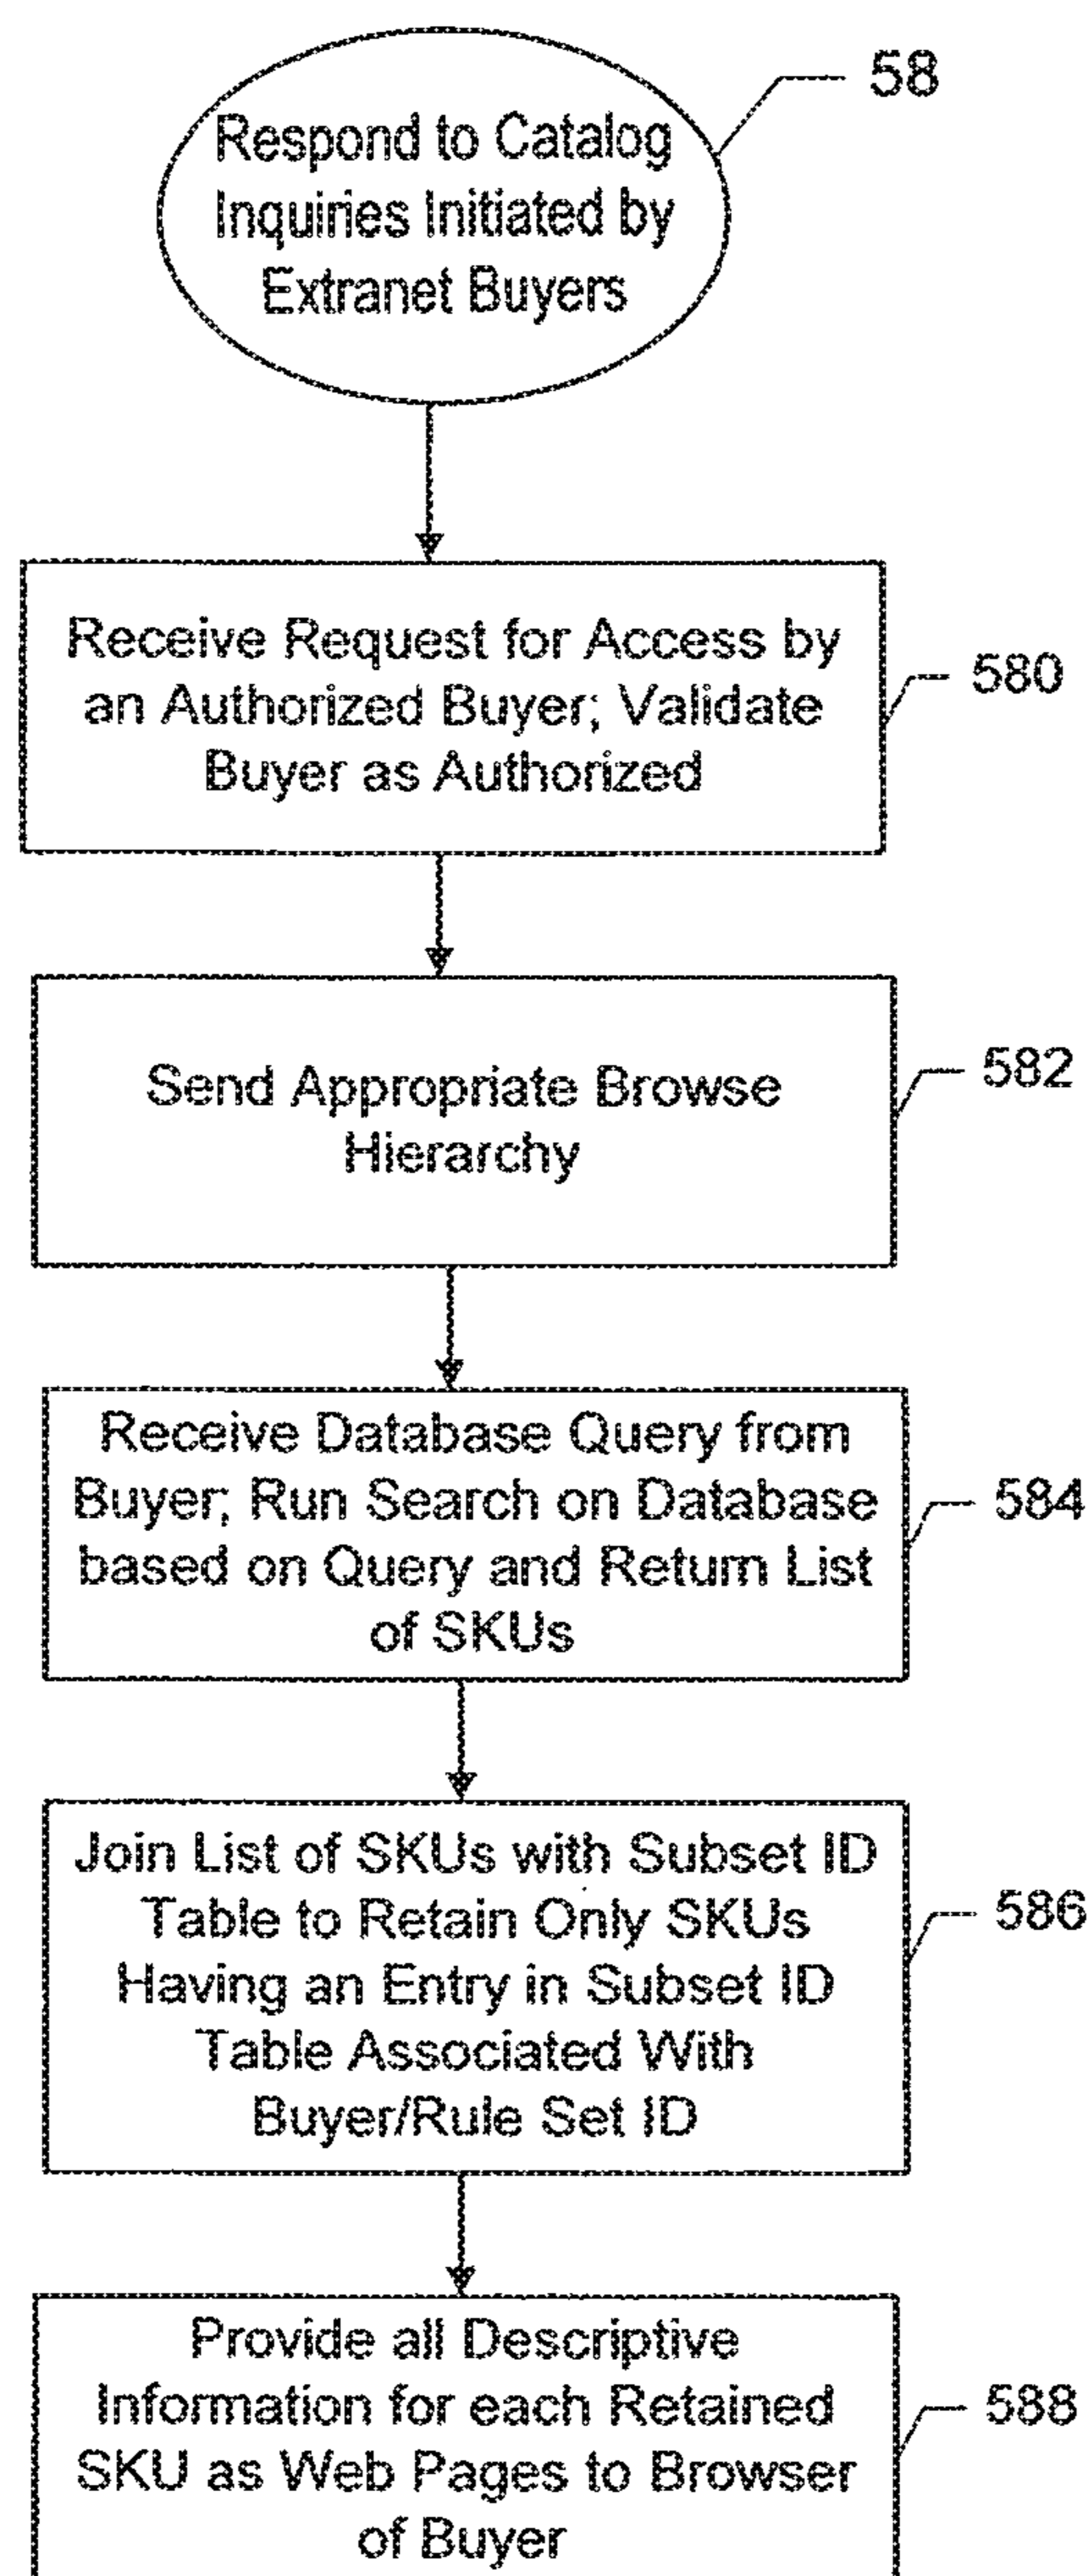 Respond to Catalog
Inquiries Initiated by
Extranet Buyers
58
Receive Request for Access by
an Authorized Buyer; Validate
Buyer as Authorized
580
Send Appropriate Browse
Hierarchy
582
Receive Database Query from
Buyer; Run Search on Database
based on Query and Return List
of SKUs
584
Join List of SKUs with Subset ID
Table to Retain Only SKUs
Having an Entry in Subset ID
Table Associated With
Buyer/Rule Set ID
586
Provide all Descriptive
Information for each Retained
SKU as Web Pages to Browser
of Buyer
588